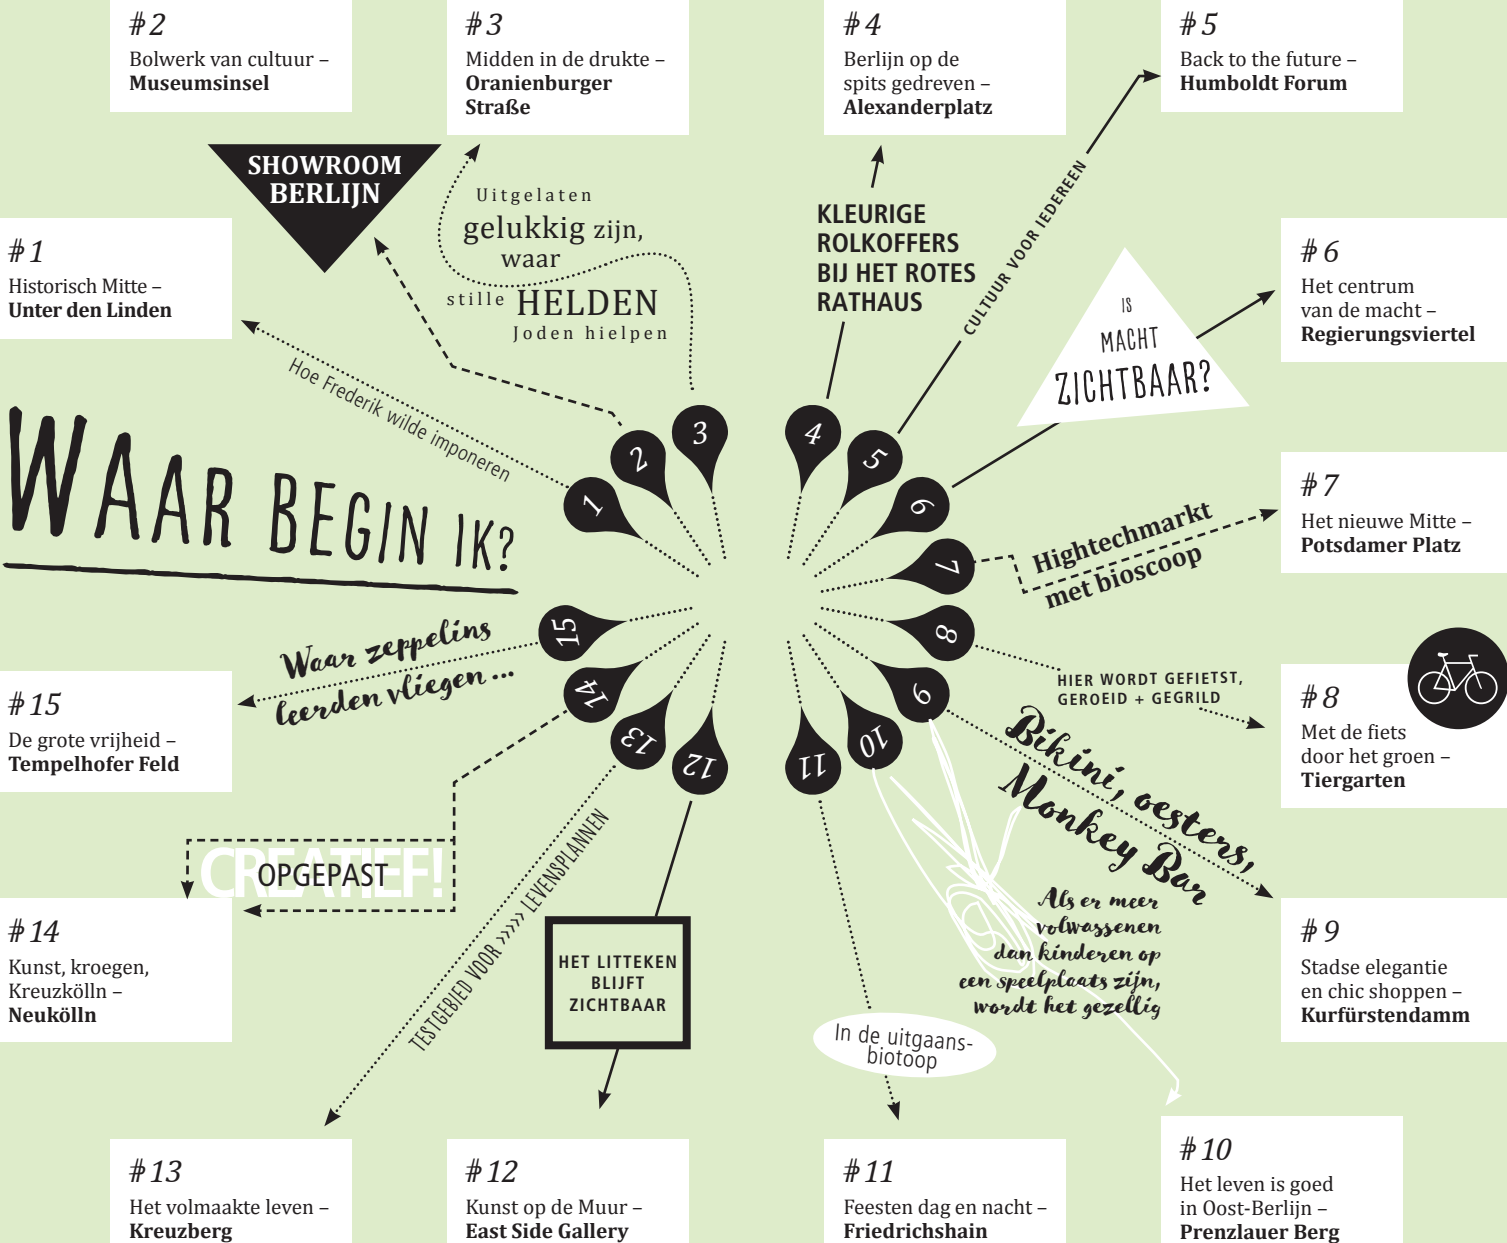 #2
Bolwerk van cultuur –
Museumsinsel
#3
Midden in de drukte –
Oranienburger
Straße
#4
Berlijn op de
spits gedreven –
Alexanderplatz
#5
Back to the future –
Humboldt Forum
SHOWROOM
BERLIJN
Uitgelaten
gelukkig zijn,
waar
stille HELDEN
Joden hielpen
KLEURIGE
ROLKOFFERS
BIJ HET ROTES
RATHAUS
CULTUUR VOOR IEDEREEN
#1
Historisch Mitte –
Unter den Linden
Hoe Frederik wilde imponeren
IS
MACHT
ZICHTBAAR?
#6
Het centrum
van de macht –
Regierungsviertel
WAAR BEGIN IK?
1
2
3
4
5
6
7
8
9
10
11
12
13
14
15
Hightechmarkt
met bioscoop
#7
Het nieuwe Mitte –
Potsdamer Platz
Waar zeppelins
leerden vliegen ...
#15
De grote vrijheid –
Tempelhofer Feld
HIER WORDT GEFIETST,
GEROEID + GEGRILD
#8
Met de fiets
door het groen –
Tiergarten
Bikini, oesters,
Monkey Bar
CREATIEF!
OPGEPAST
TESTGEBIED VOOR >>>>> LEVENSPLANNEN
HET LITTEKEN
BLIJFT
ZICHTBAAR
Als er meer
volwassenen
dan kinderen op
een speelplaats zijn,
wordt het gezellig
#14
Kunst, kroegen,
Kreuzkölln –
Neukölln
#9
Stadse elegantie
en chic shoppen –
Kurfürstendamm
In de uitgaans-
biotoop
#13
Het volmaakte leven –
Kreuzberg
#12
Kunst op de Muur –
East Side Gallery
#11
Feesten dag en nacht –
Friedrichshain
#10
Het leven is goed
in Oost-Berlijn –
Prenzlauer Berg